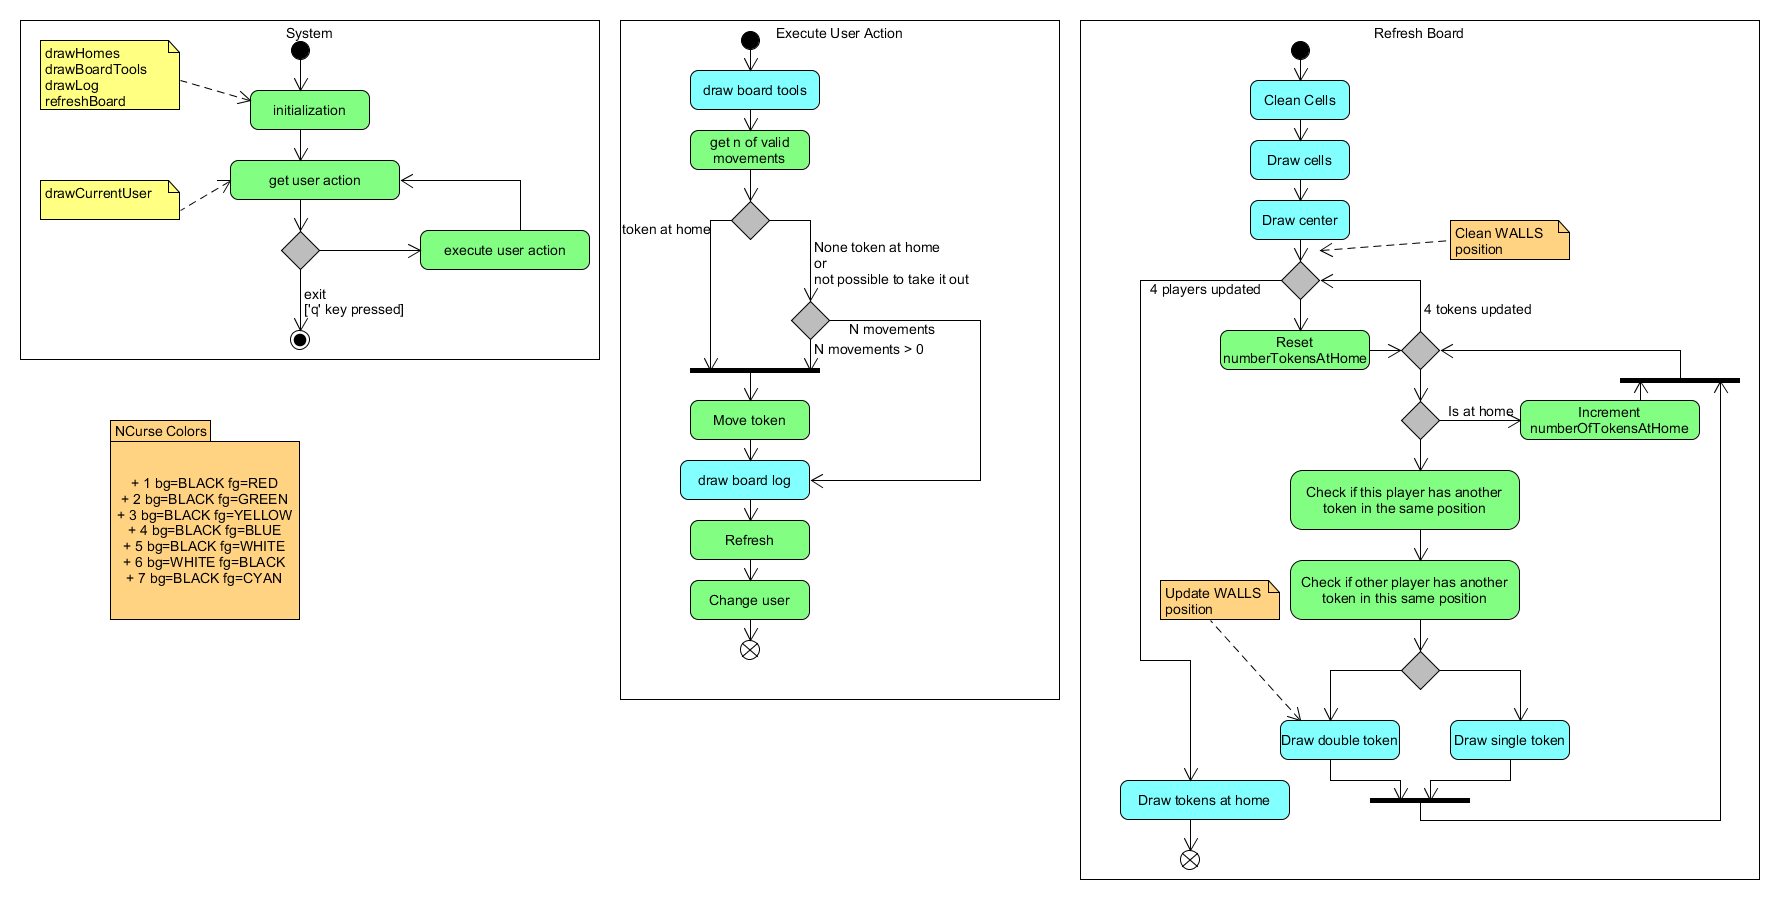 System
drawHomes
drawBoardTools
drawLog
refreshBoard
initialization
get user action
drawCurrentUser
execute user action
exit
['q' key pressed]
NCurse Colors
+ 1 bg=BLACK fg=RED
+ 2 bg=BLACK fg=GREEN
+ 3 bg=BLACK fg=YELLOW
+ 4 bg=BLACK fg=BLUE
+ 5 bg=BLACK fg=WHITE
+ 6 bg=WHITE fg=BLACK
+ 7 bg=BLACK fg=CYAN
Execute User Action
draw board tools
get n of valid
movements
token at home
None token at home
or
not possible to take it out
N movements
N movements > 0
Move token
draw board log
Refresh
Change user
Refresh Board
Clean Cells
Draw cells
Draw center
Clean WALLS
position
4 players updated
4 tokens updated
Reset
numberTokensAtHome
Is at home
Increment
numberOfTokensAtHome
Check if this player has another
token in the same position
Check if other player has another
token in this same position
Update WALLS
position
Draw double token
Draw single token
Draw tokens at home